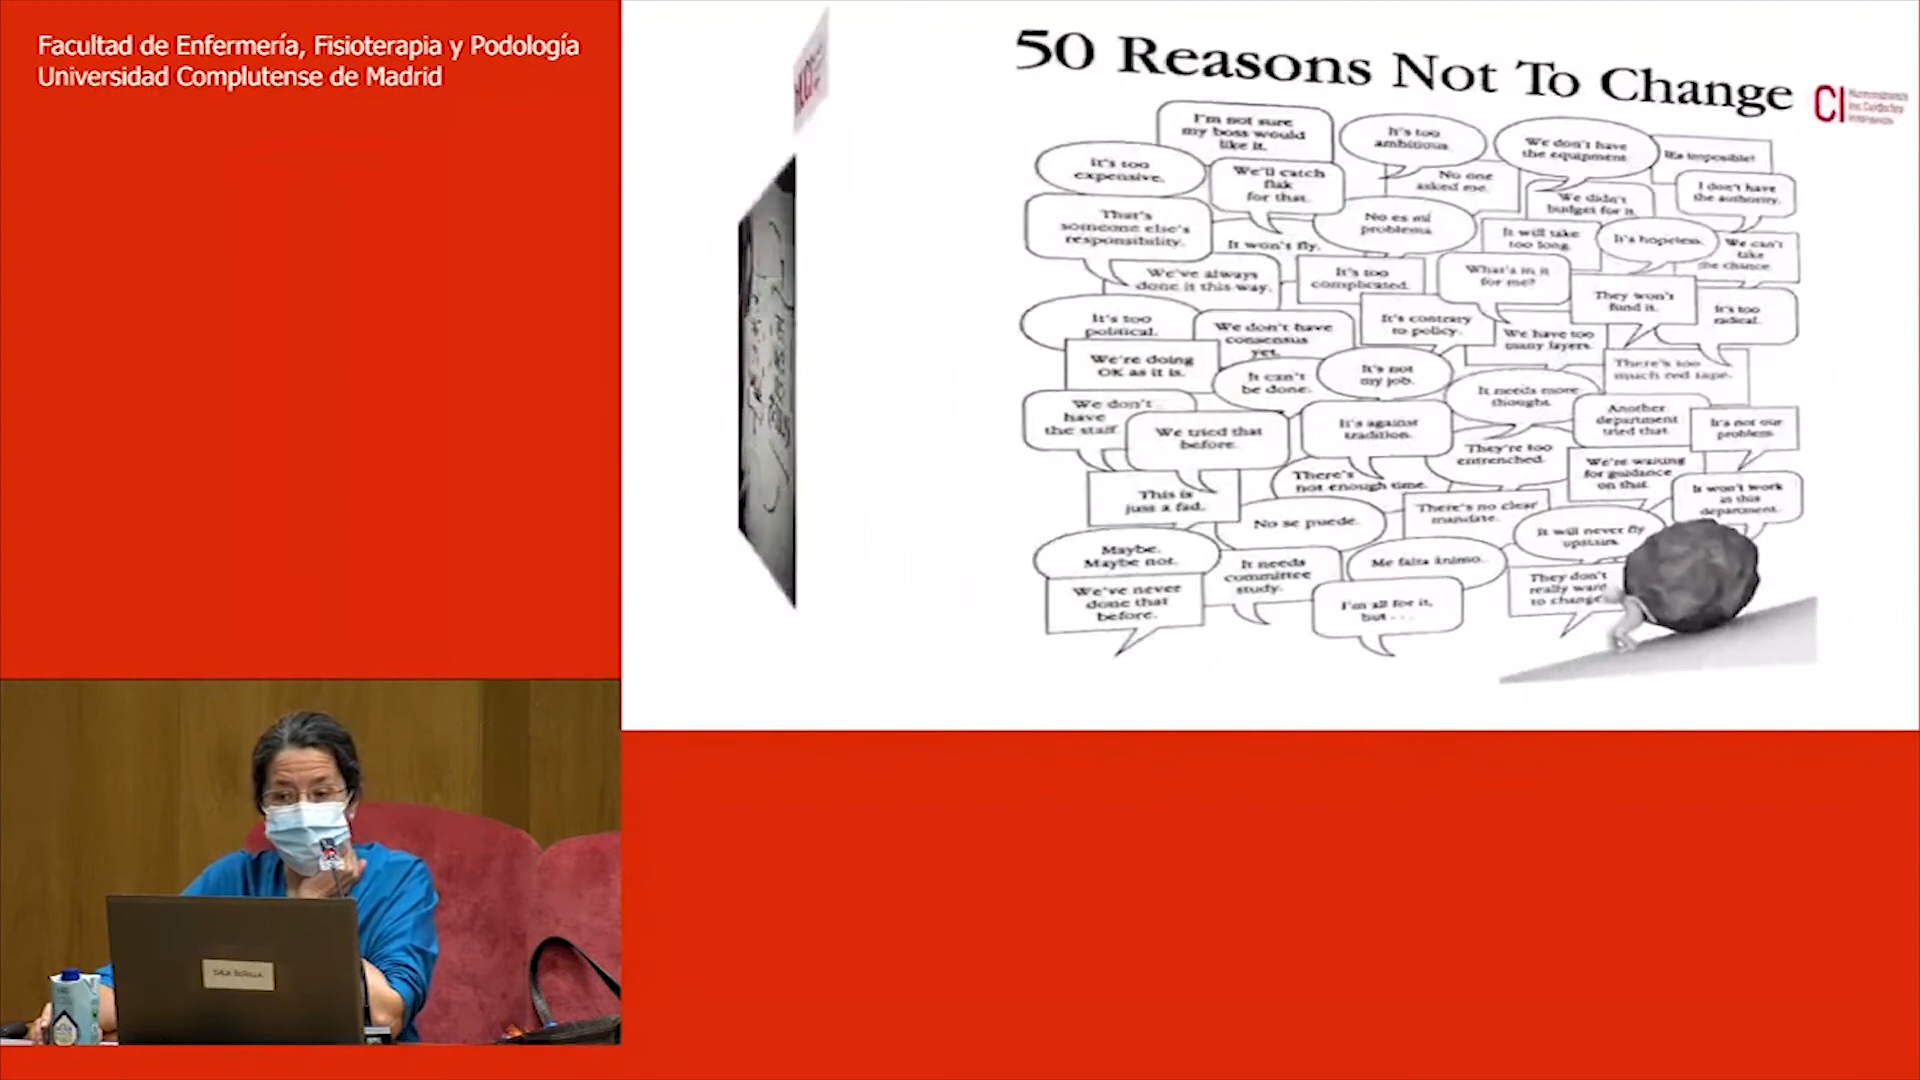 Facultad de Enfermería, Fisioterapia y Podología
Universidad Complutense de Madrid
50 Reasons Not To Change
CI
I'm not sure
my boss would
like it.
It's too
ambitious.
We don't have
the equipment.
It's imposible!
It's too
expensive.
We'll catch
flak
for that.
No one
asked me.
We didn't
budget for it.
I don't have
the authority.
That's
someone else's
responsibility.
It won't fly.
No es mi
problema.
It will take
too long.
It's hopeless.
We can't
take
the chance.
We've always
done it this way.
It's too
complicated.
What's in it
for me?
They won't
fund it.
It's too
radical.
It's too
political.
We don't have
consensus
yet.
It's contrary
to policy.
We have too
many layers.
We're doing
OK as it is.
It can't
be done.
It's not
my job.
It needs more
thought.
There's too
much red tape.
We don't
have
the staff
We tried that
before.
It's against
tradition.
They're too
entrenched.
Another
department
tried that.
It's not our
problem.
This is
just a fad.
There's
not enough time.
We're waiting
for guidance
on that.
It won't work
in this
department.
No se puede.
There's no clear
mandate.
It will never fly
upstairs.
Maybe.
Maybe not.
It needs
committee
study.
Me falta ánimo.
They don't
really want
to change.
We've never
done that
before.
I'm all for it,
but . . .